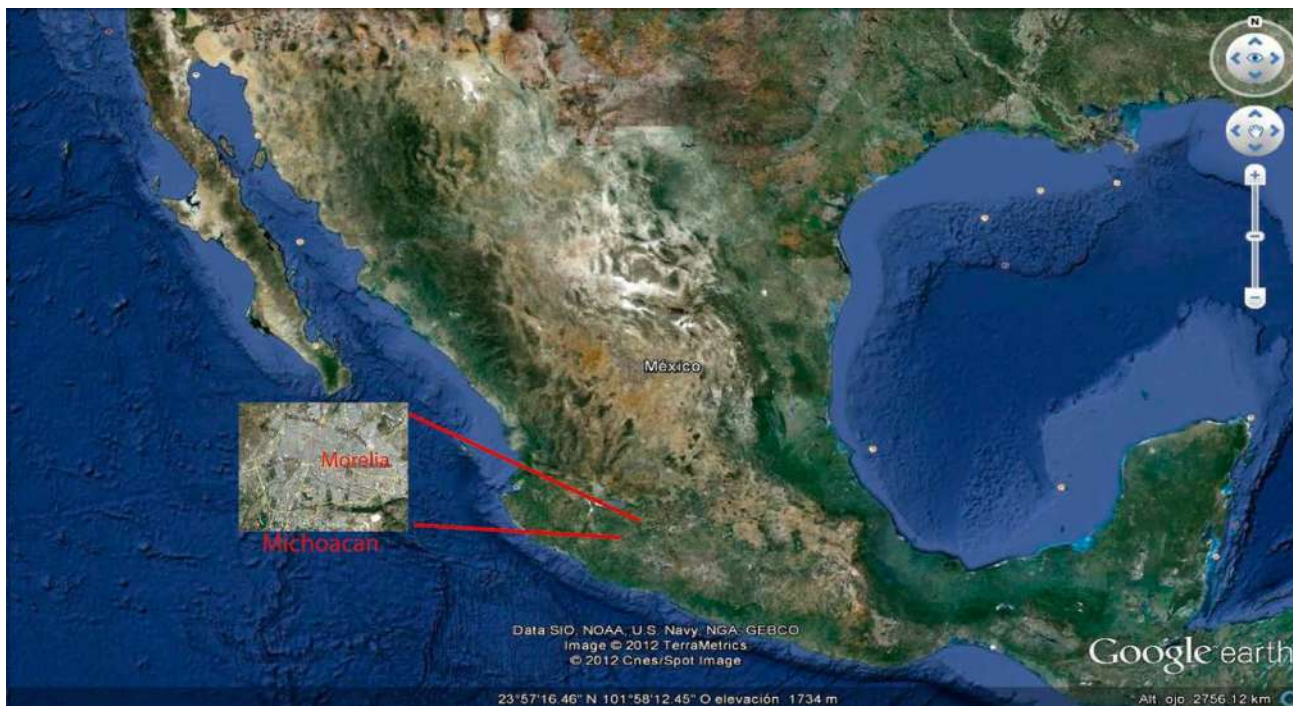 N
México
Morelia
Michoacan
Data SIO, NOAA, U.S. Navy, NGA, GEBCO
Image © 2012 TerraMetrics
© 2012 Cnes/Spot Image
Google earth
23°57'16.46" N 101°58'12.45" O elevación 1734 m
Alt. ojo 2756.12 km